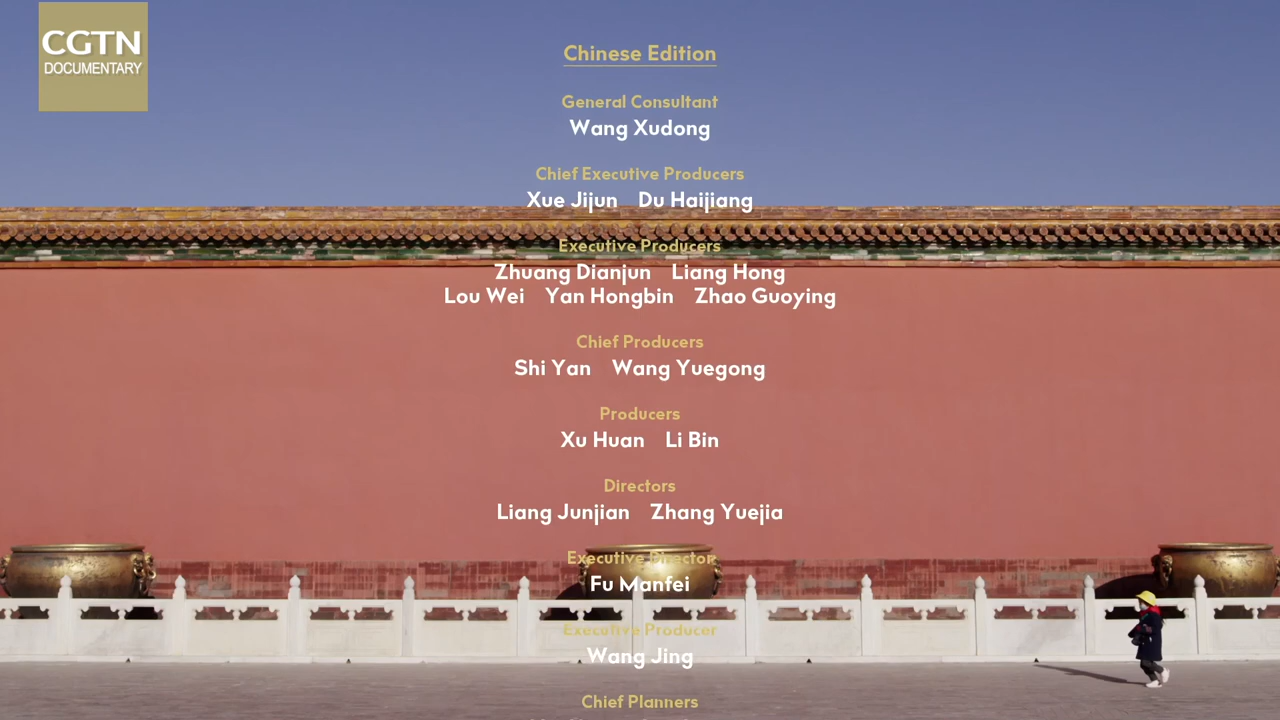 CGTN
DOCUMENTARY
Chinese Edition
General Consultant
Wang Xudong
Chief Executive Producers
Xue Jijun Du Haijiang
Executive Producers
Zhuang Dianjun Liang Hong
Lou Wei Yan Hongbin Zhao Guoying
Chief Producers
Shi Yan Wang Yuegong
Producers
Xu Huan Li Bin
Directors
Liang Junjian Zhang Yuejia
Executive Director
Fu Manfei
Executive Producer
Wang Jing
Chief Planners